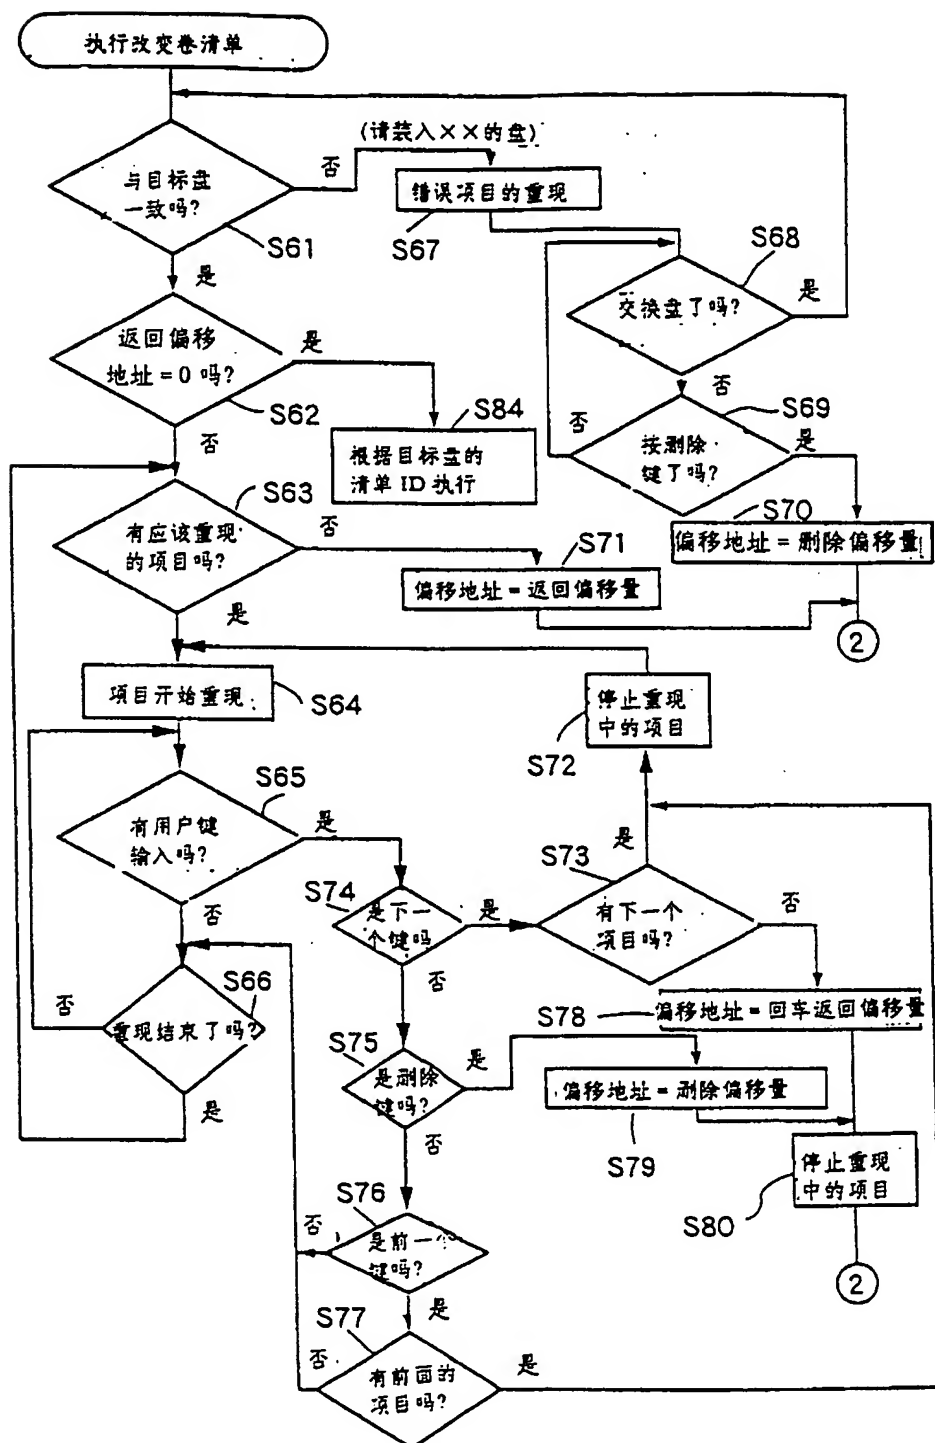 执行改变卷清单
(请装入××的盘)
否
与目标盘
一致吗?
错误项目的重现
S61
S67
S68
是
交换盘了吗?
是
返回偏移
地址=0吗?
是
否
S62
S84
否
S69
否
根据目标盘的
清单ID执行
按删除
键了吗?
是
S63
S70
有应该重现
的项目吗?
否
S71
偏移地址=删除偏移量
偏移地址=返回偏移量
是
2
项目开始重现
S64
停止重现
中的项目
S72
S65
有用户键
输入吗?
是
是
S73
S74
是下一
个键吗
是
有下一个
项目吗?
否
否
否
S66
否
重现结束了吗?
S78
偏移地址=回车返回偏移量
S75
是
是删除
键吗?
偏移地址=删除偏移量
是
否
S79
停止重现
中的项目
S76
S80
否
是前一个
键吗?
2
是
S77
否
有前面的
项目吗?
是